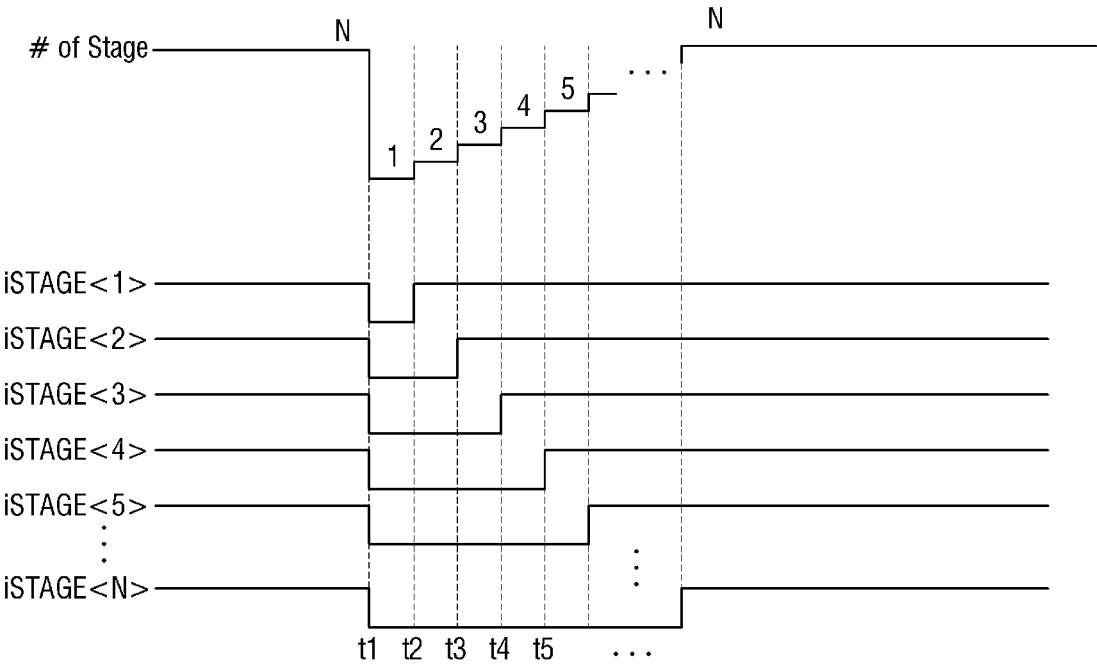 N
N
# of Stage
...
5
4
3
2
1
iSTAGE<1>
iSTAGE<2>
iSTAGE<3>
iSTAGE<4>
iSTAGE<5>
iSTAGE<N>
t1 t2 t3 t4 t5 ...